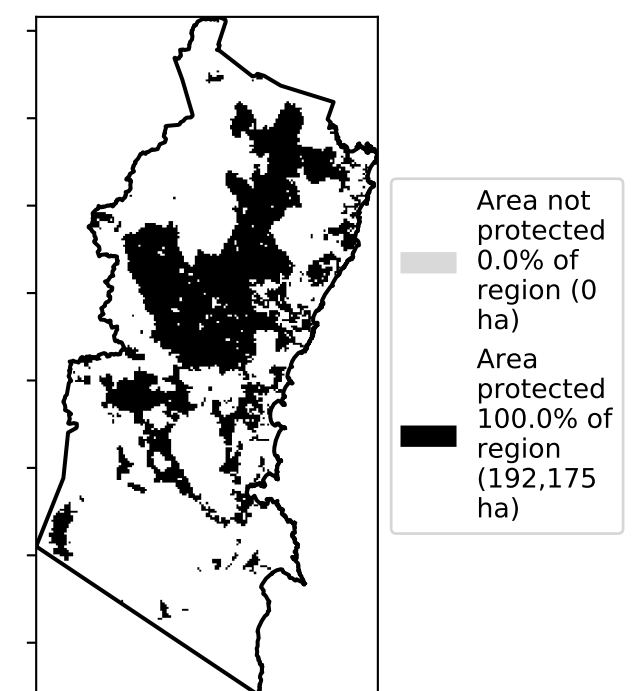 Area not
protected
0.0% of
region (0
ha)
Area
protected
100.0% of
region
(192,175
ha)